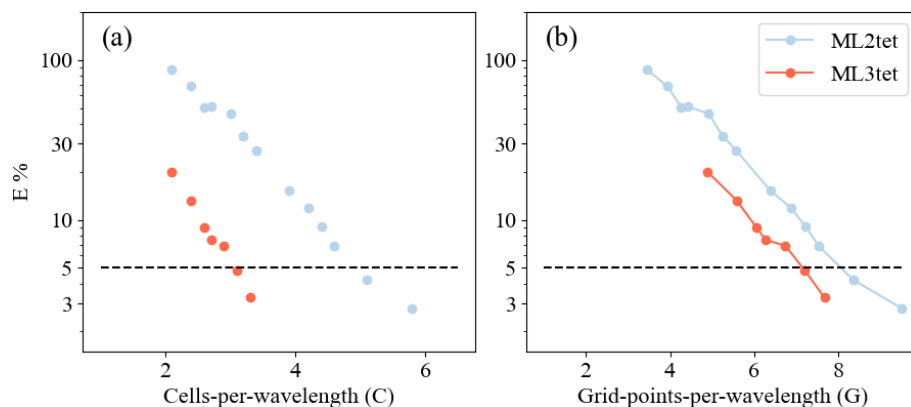 (a)
(b)
ML2tet
ML3tet
E %
100
30
10
5
3
2
4
6
Cells-per-wavelength (C)
100
30
10
5
3
2
4
6
8
Grid-points-per-wavelength (G)